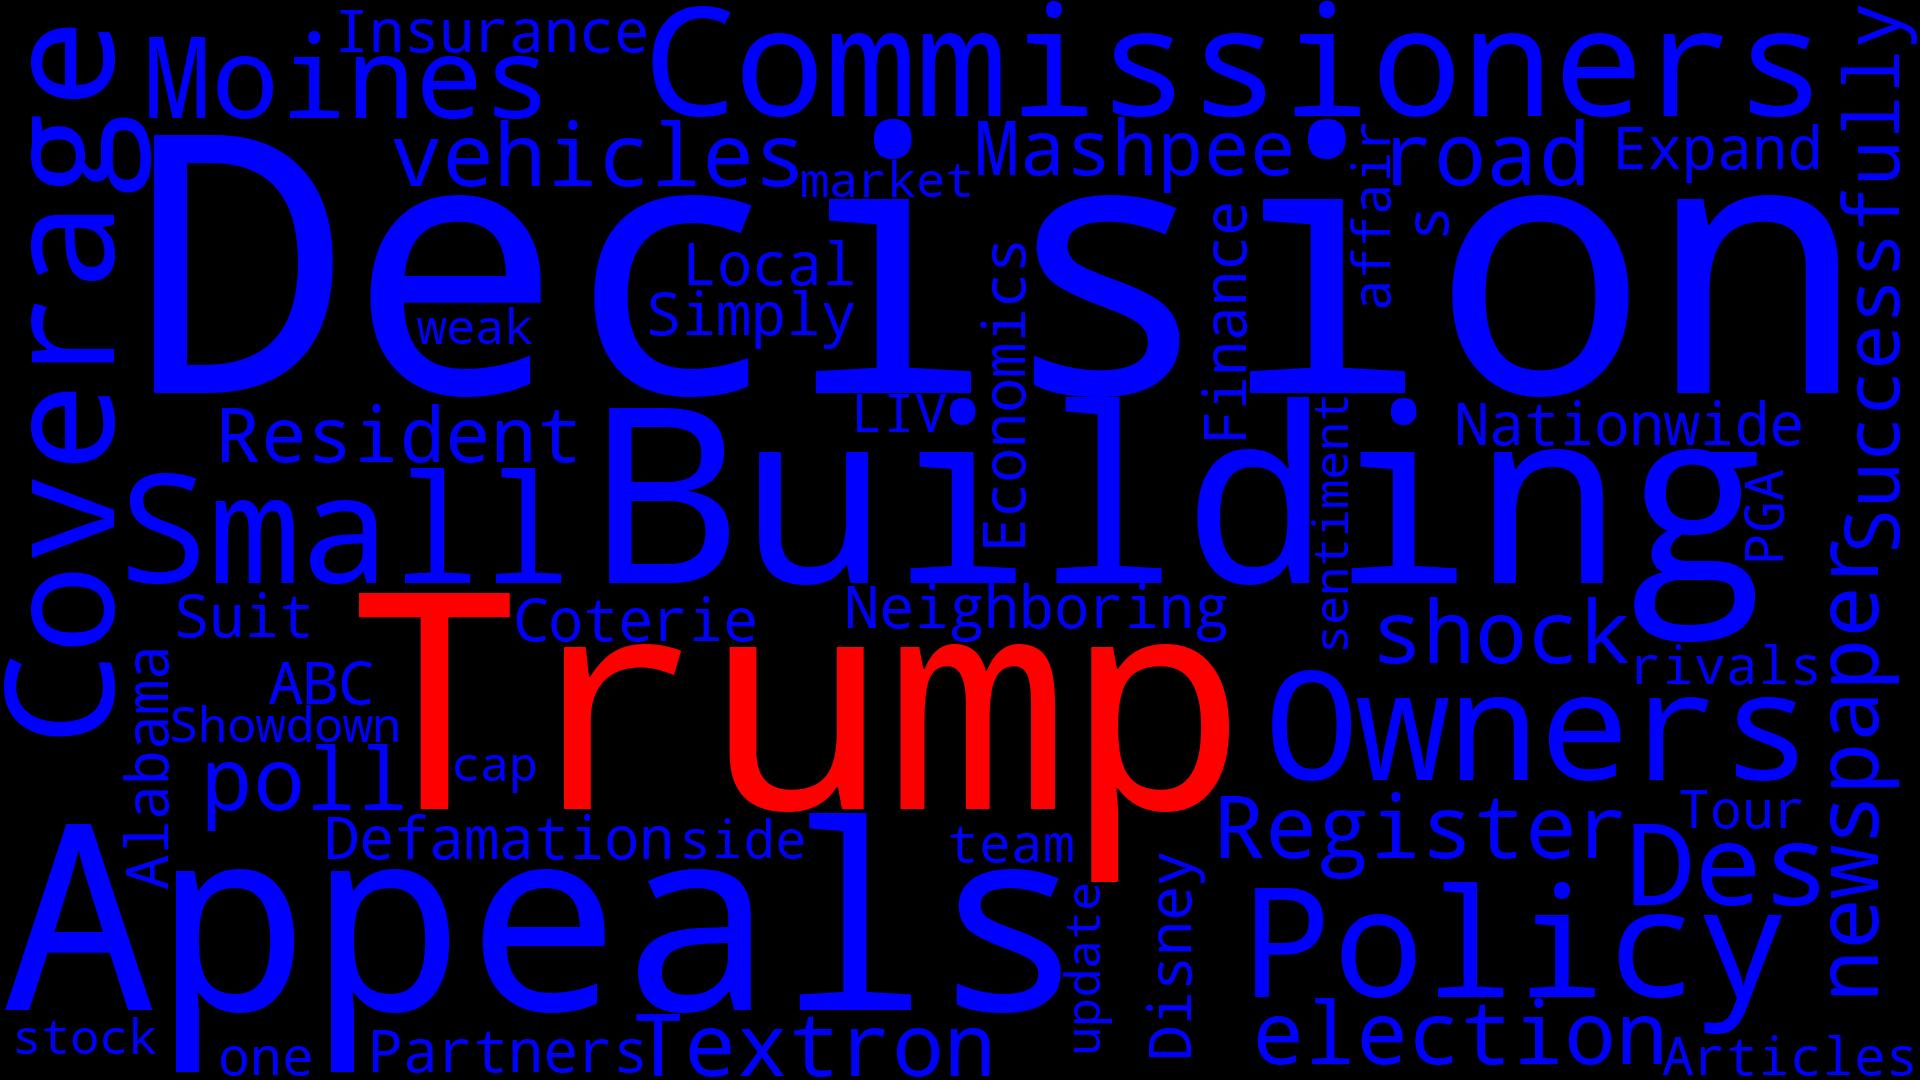 Insurance
Commissioners
Moines
Coverage
Successfully
vehicles
market
Mashpee
affair
road
Expand
Decision
s
Local
Simply
weak
Economics
Finance
Resident
LIV
Nationwide
Small
Building
sentiment
PGA
Suit
Coterie
Neighboring
shock
rivals
newspaper
Trump
ABC
Showdown
Alabama
Owners
poll
cap
Defamation
side
team
Register
Tour
Des
Appeals
update
Disney
Policy
stock
one
Partners
Textron
election
Articles